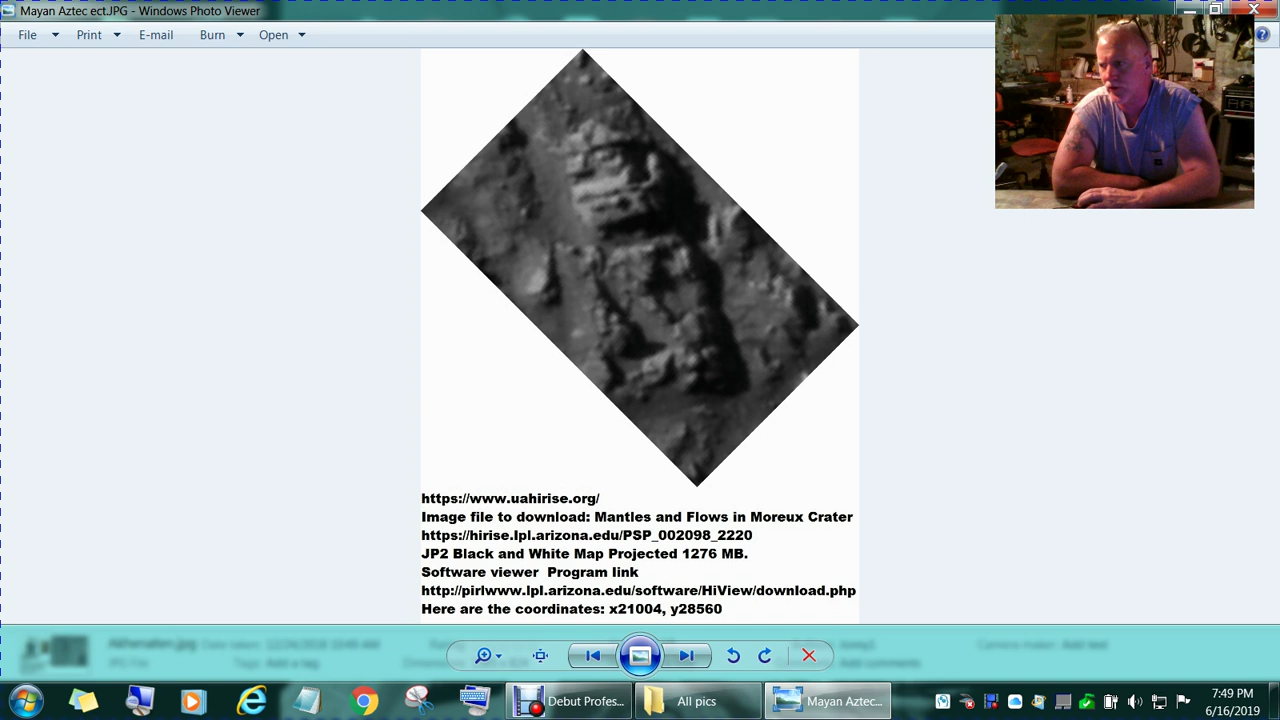 Mayan Aztec ect.JPG - Windows Photo Viewer
File Print E-mail Burn Open
https://www.uahirise.org/
Image file to download: Mantles and Flows in Moreux Crater
https://hirise.lpl.arizona.edu/PSP_002098_2220
JP2 Black and White Map Projected 1276 MB.
Software viewer  Program link
http://pirlwww.lpl.arizona.edu/software/HiView/download.php
Here are the coordinates: x21004, y28560
Debut Profes... All pics Mayan Aztec...
7:49 PM
6/16/2019